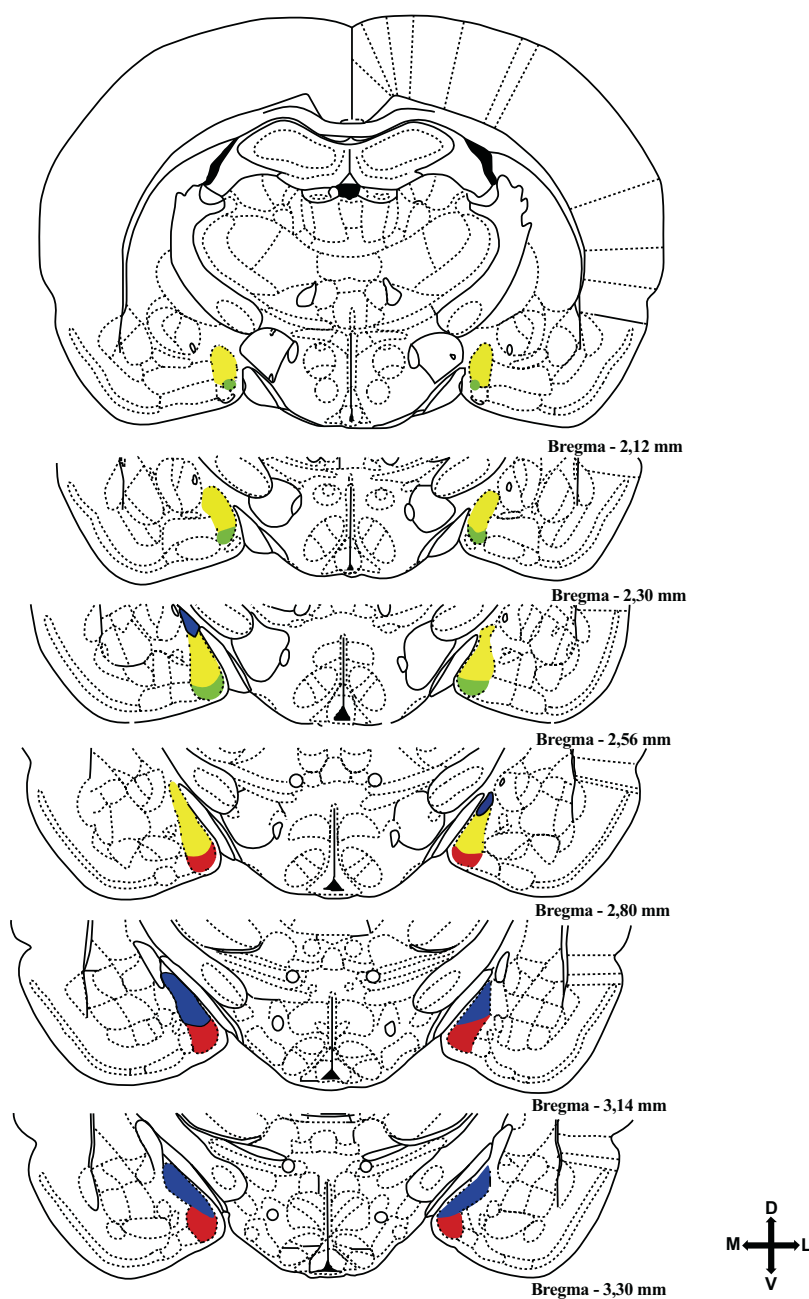 Bregma - 2,12 mm
Bregma - 2,30 mm
Bregma - 2,56 mm
Bregma - 2,80 mm
Bregma - 3,14 mm
D
M L
V
Bregma - 3,30 mm